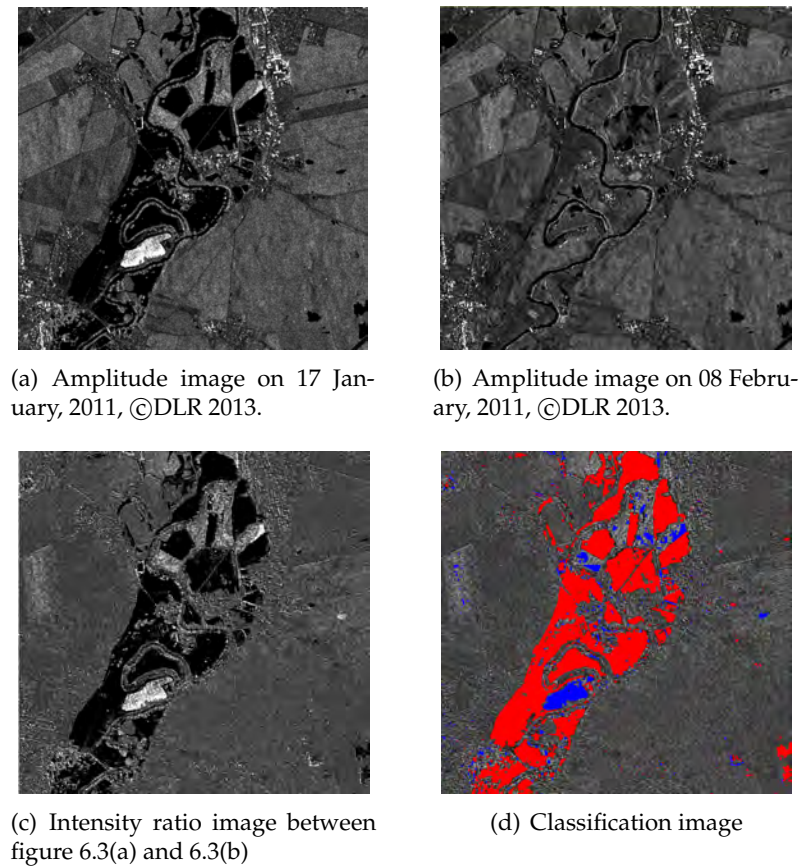 (a) Amplitude image on 17 Jan-
uary, 2011, ©DLR 2013.
(b) Amplitude image on 08 Febru-
ary, 2011, ©DLR 2013.
(c) Intensity ratio image between
figure 6.3(a) and 6.3(b)
(d) Classification image